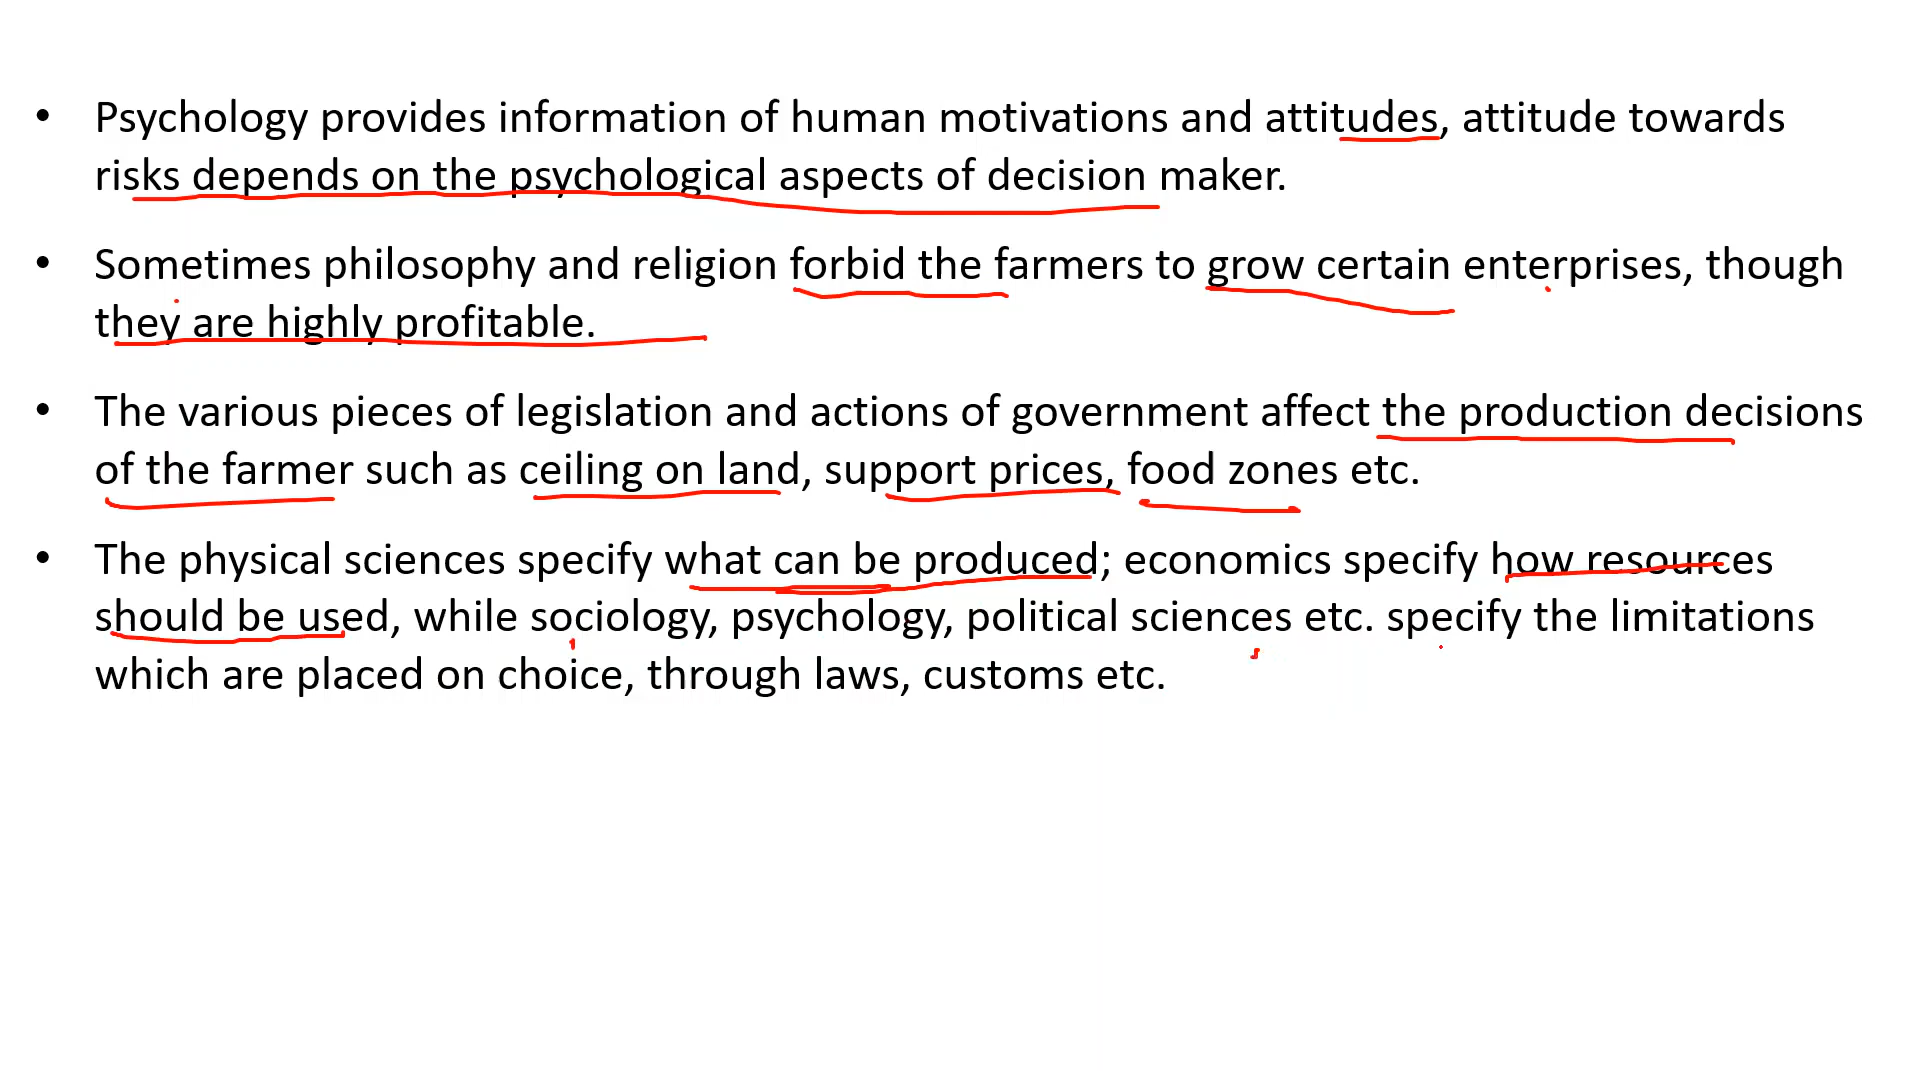 • Psychology provides information of human motivations and attitudes, attitude towards
risks depends on the psychological aspects of decision maker.
• Sometimes philosophy and religion forbid the farmers to grow certain enterprises, though
they are highly profitable.
• The various pieces of legislation and actions of government affect the production decisions
of the farmer such as ceiling on land, support prices, food zones etc.
• The physical sciences specify what can be produced; economics specify how resources
should be used, while sociology, psychology, political sciences etc. specify the limitations
which are placed on choice, through laws, customs etc.